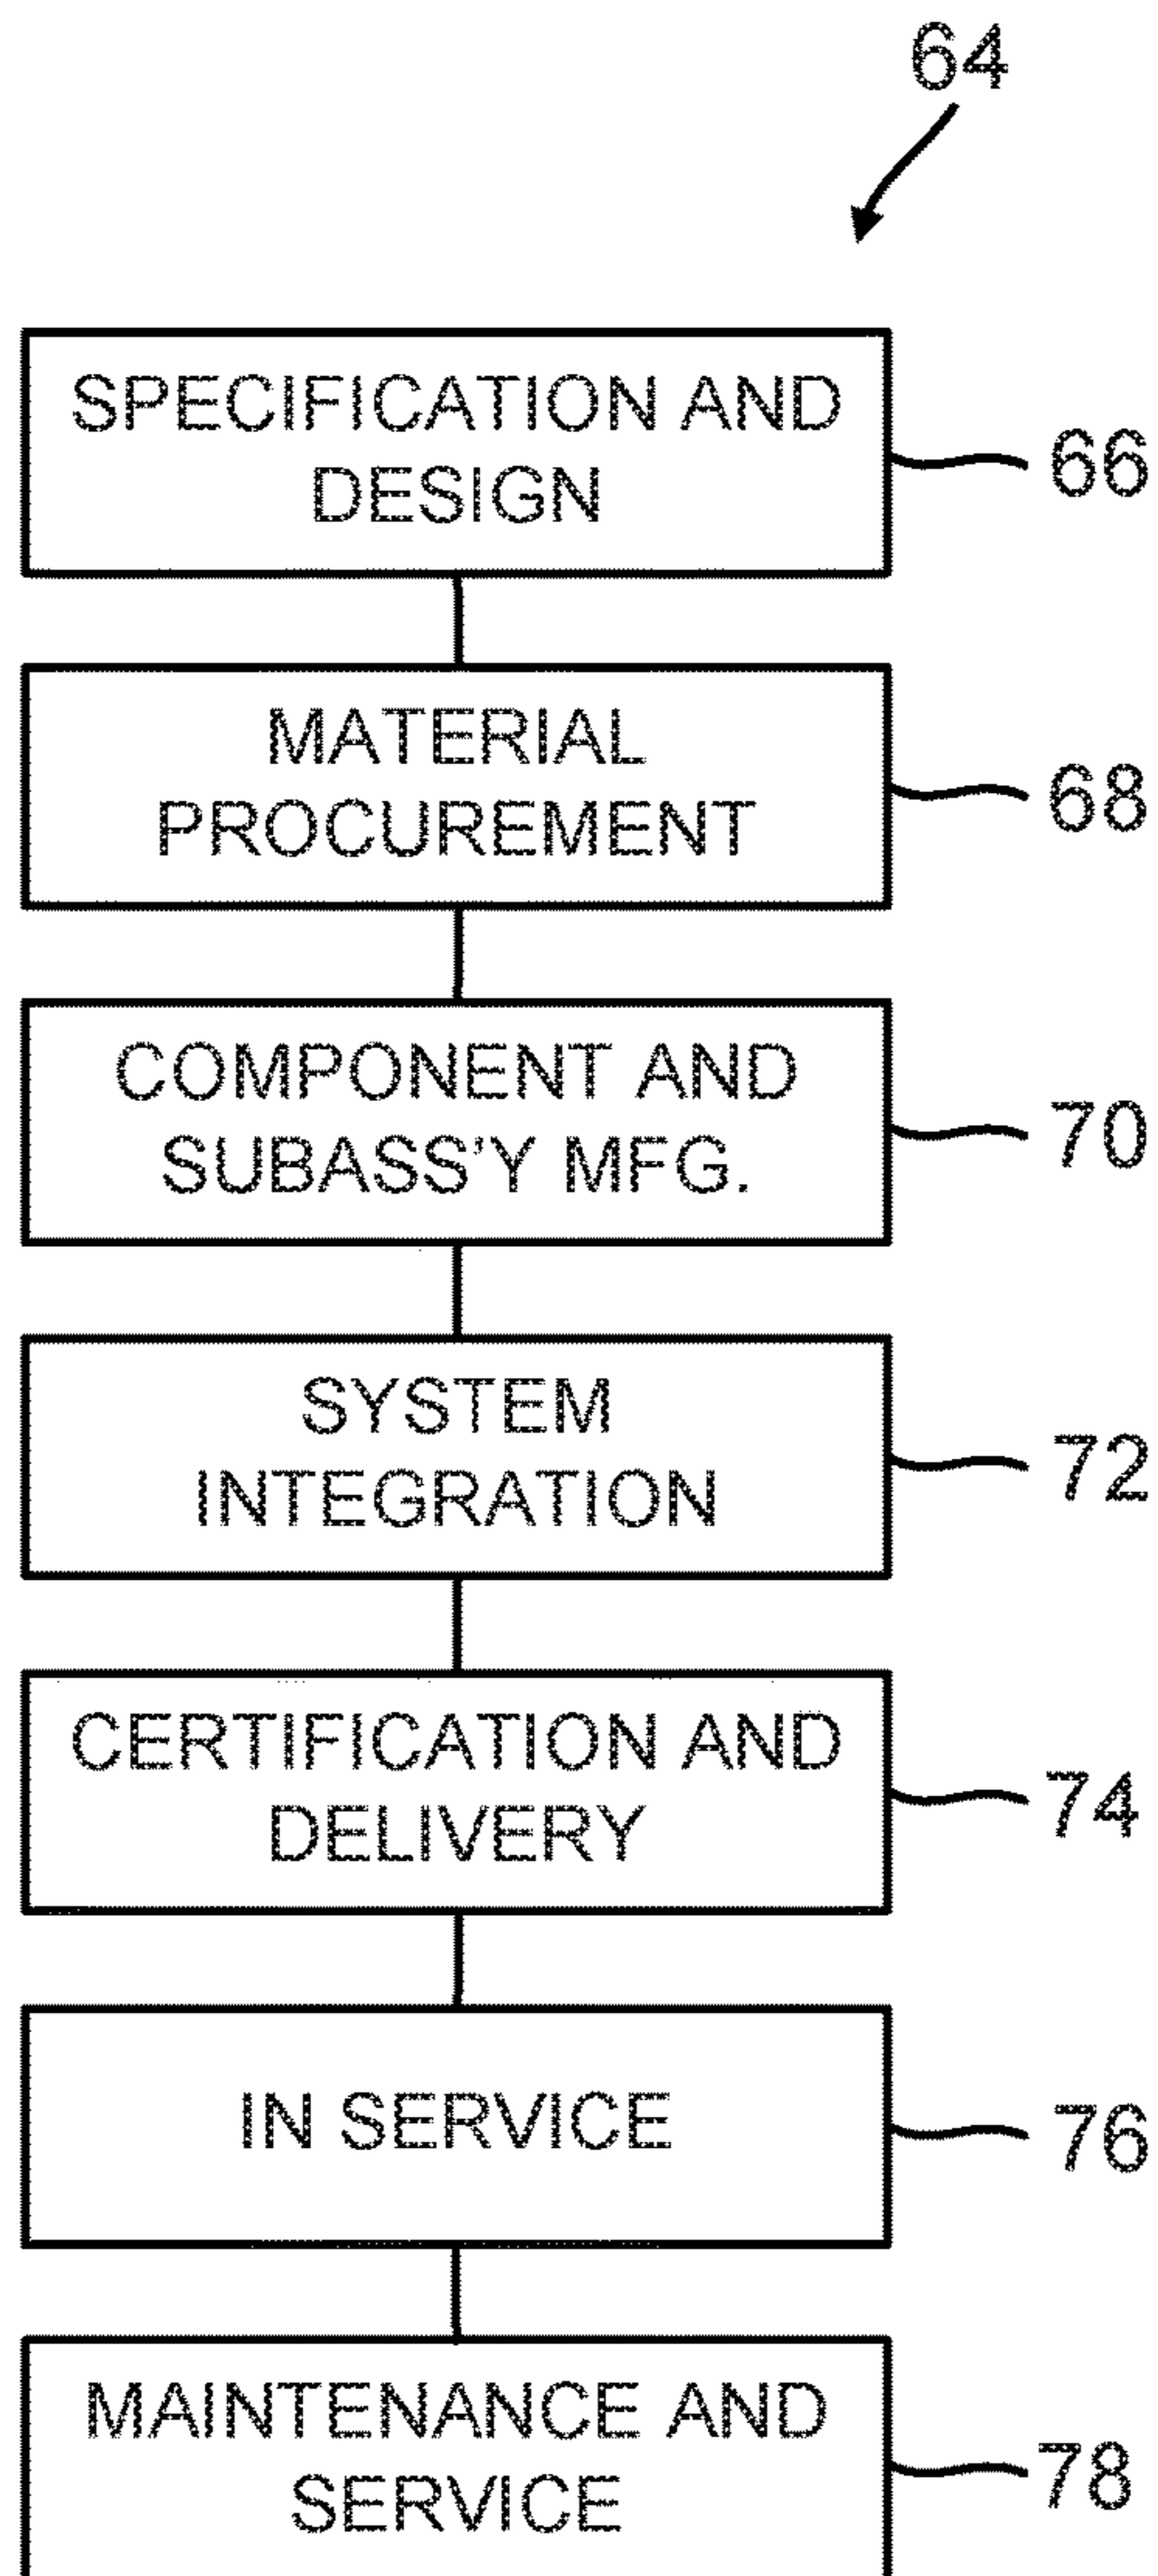 64
SPECIFICATION AND
DESIGN
66
MATERIAL
PROCUREMENT
68
COMPONENT AND
SUBASS'Y MFG.
70
SYSTEM
INTEGRATION
72
CERTIFICATION AND
DELIVERY
74
IN SERVICE
76
MAINTENANCE AND
SERVICE
78